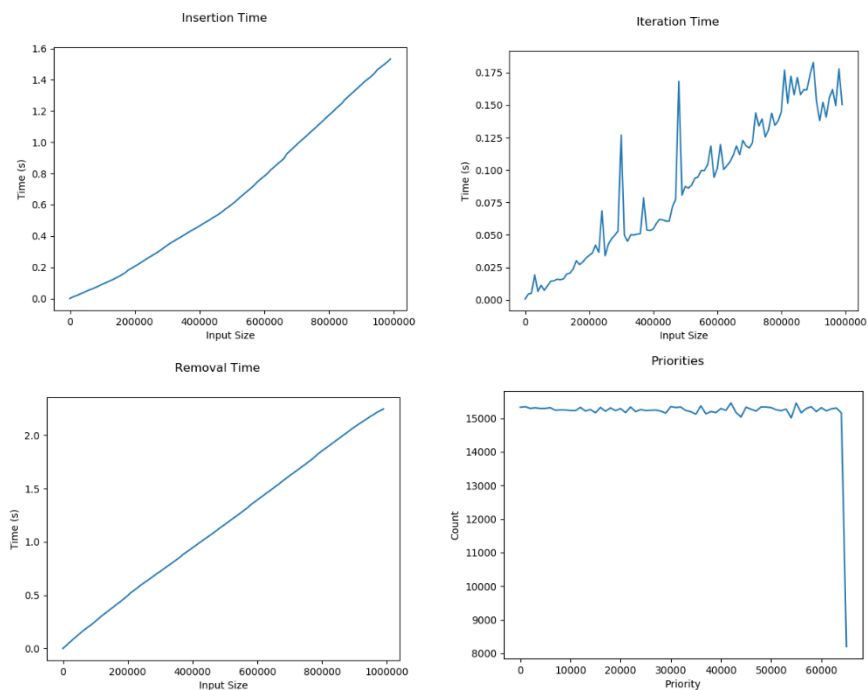 Insertion Time
1.6
1.4
1.2
1.0
0.8
0.6
0.4
0.2
0.0
Time (s)
0 200000 400000 600000 800000 1000000
Input Size
Iteration Time
0.175
0.150
0.125
0.100
0.075
0.050
0.025
0.000
Time (s)
0 200000 400000 600000 800000 1000000
Input Size
Removal Time
2.0
1.5
1.0
0.5
0.0
Time (s)
0 200000 400000 600000 800000 1000000
Input Size
Priorities
15000
14000
13000
12000
11000
10000
9000
8000
Count
0 10000 20000 30000 40000 50000 60000
Priority